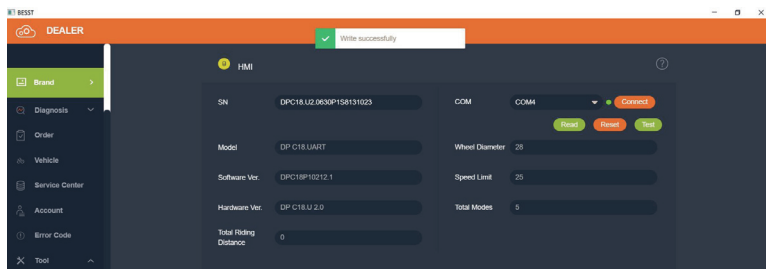 BESST
DEALER
Write successfully
HMI
Brand
Diagnosis
Order
Vehicle
Service Center
Account
Error Code
Tool
SN DPC18.U2.0630P1S8131023
COM COM4 Connect
Read Reset Test
Model DP C18.UART
Wheel Diameter 28
Software Ver. DPC18P10212.1
Speed Limit 25
Hardware Ver. DP C18.U 2.0
Total Modes 5
Total Riding
Distance 0